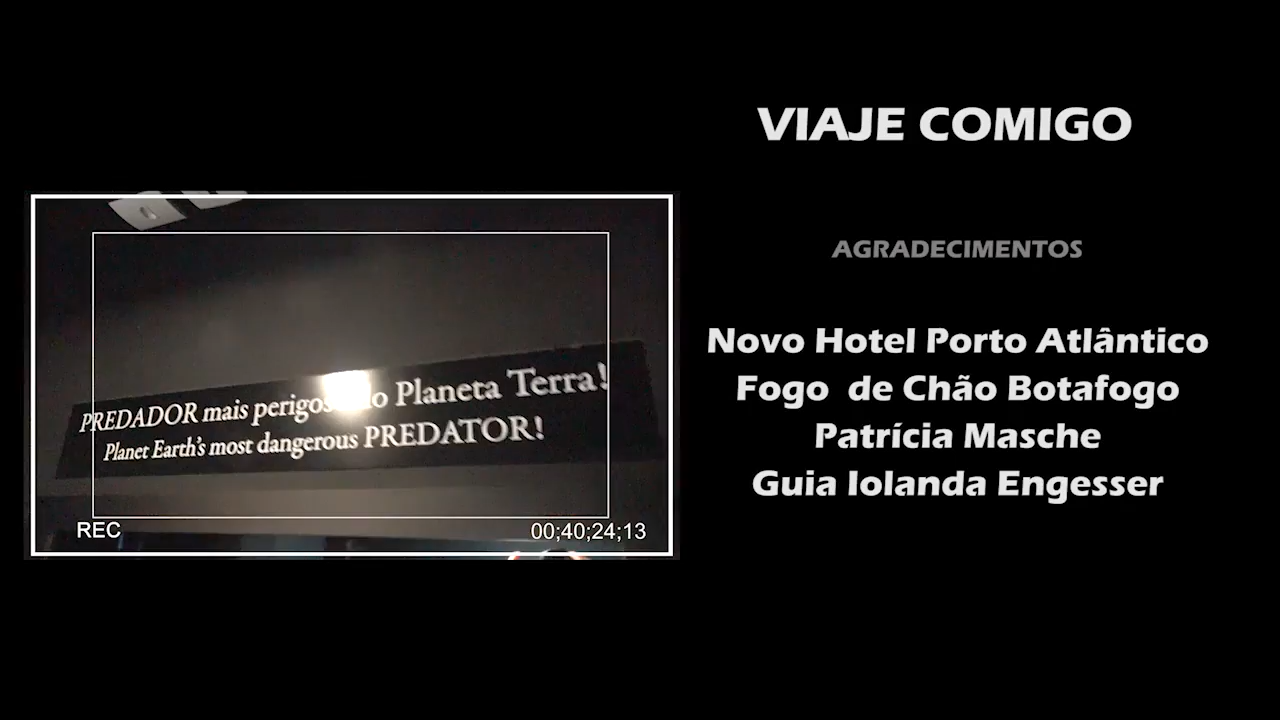 VIAJE COMIGO
AGRADECIMENTOS
Novo Hotel Porto Atlântico
Fogo de Chão Botafogo
Patrícia Masche
Guia Iolanda Engesser
PREDADOR mais Planeta Terra!
Planet Earth's most dangerous PREDATOR!
REC
00;40;24;13